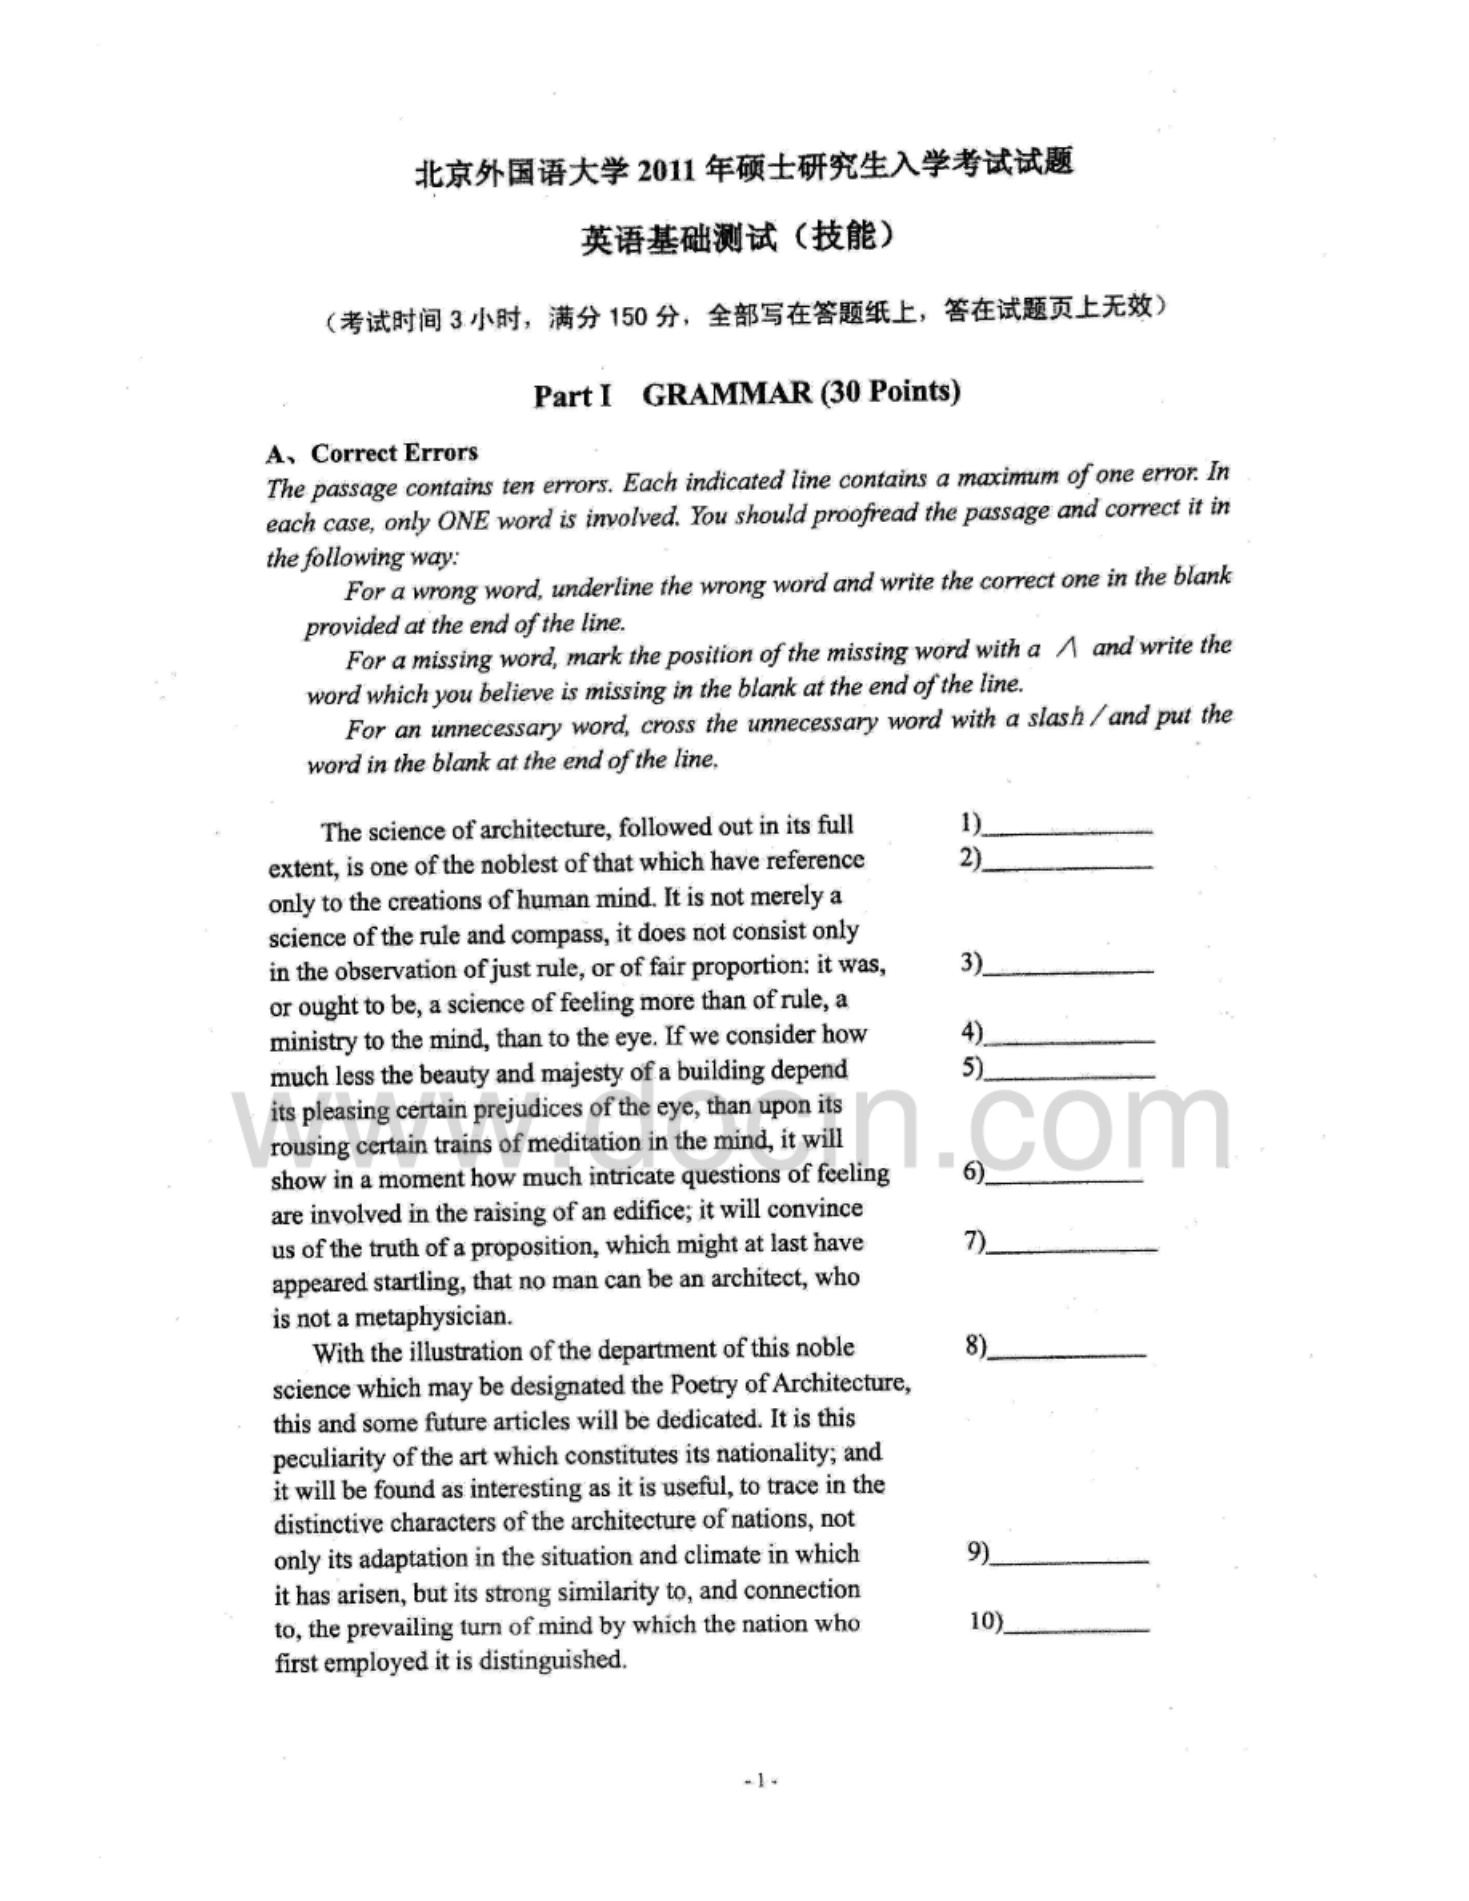 北京外国语大学 2011 年硕士研究生入学考试试题
英语基础测试（技能）
（考试时间 3 小时，满分 150 分，全部写在答题纸上，答在试题页上无效）
Part I GRAMMAR (30 Points)
A、Correct Errors
The passage contains ten errors. Each indicated line contains a maximum of one error. In
each case, only ONE word is involved. You should proofread the passage and correct it in
the following way:
For a wrong word, underline the wrong word and write the correct one in the blank
provided at the end of the line.
For a missing word, mark the position of the missing word with a ∧ and write the
word which you believe is missing in the blank at the end of the line.
For an unnecessary word, cross the unnecessary word with a slash / and put the
word in the blank at the end of the line.
The science of architecture, followed out in its full 1)____________
extent, is one of the noblest of that which have reference 2)____________
only to the creations of human mind. It is not merely a
science of the rule and compass, it does not consist only
in the observation of just rule, or of fair proportion: it was, 3)____________
or ought to be, a science of feeling more than of rule, a
ministry to the mind, than to the eye. If we consider how 4)____________
much less the beauty and majesty of a building depend 5)____________
its pleasing certain prejudices of the eye, than upon its
rousing certain trains of meditation in the mind, it will
show in a moment how much intricate questions of feeling 6)____________
are involved in the raising of an edifice; it will convince
us of the truth of a proposition, which might at last have 7)____________
appeared startling, that no man can be an architect, who
is not a metaphysician.
With the illustration of the department of this noble 8)____________
science which may be designated the Poetry of Architecture,
this and some future articles will be dedicated. It is this
peculiarity of the art which constitutes its nationality; and
it will be found as interesting as it is useful, to trace in the
distinctive characters of the architecture of nations, not
only its adaptation in the situation and climate in which 9)____________
it has arisen, but its strong similarity to, and connection
to, the prevailing turn of mind by which the nation who 10)____________
first employed it is distinguished.
www.docin.com
- 1 -